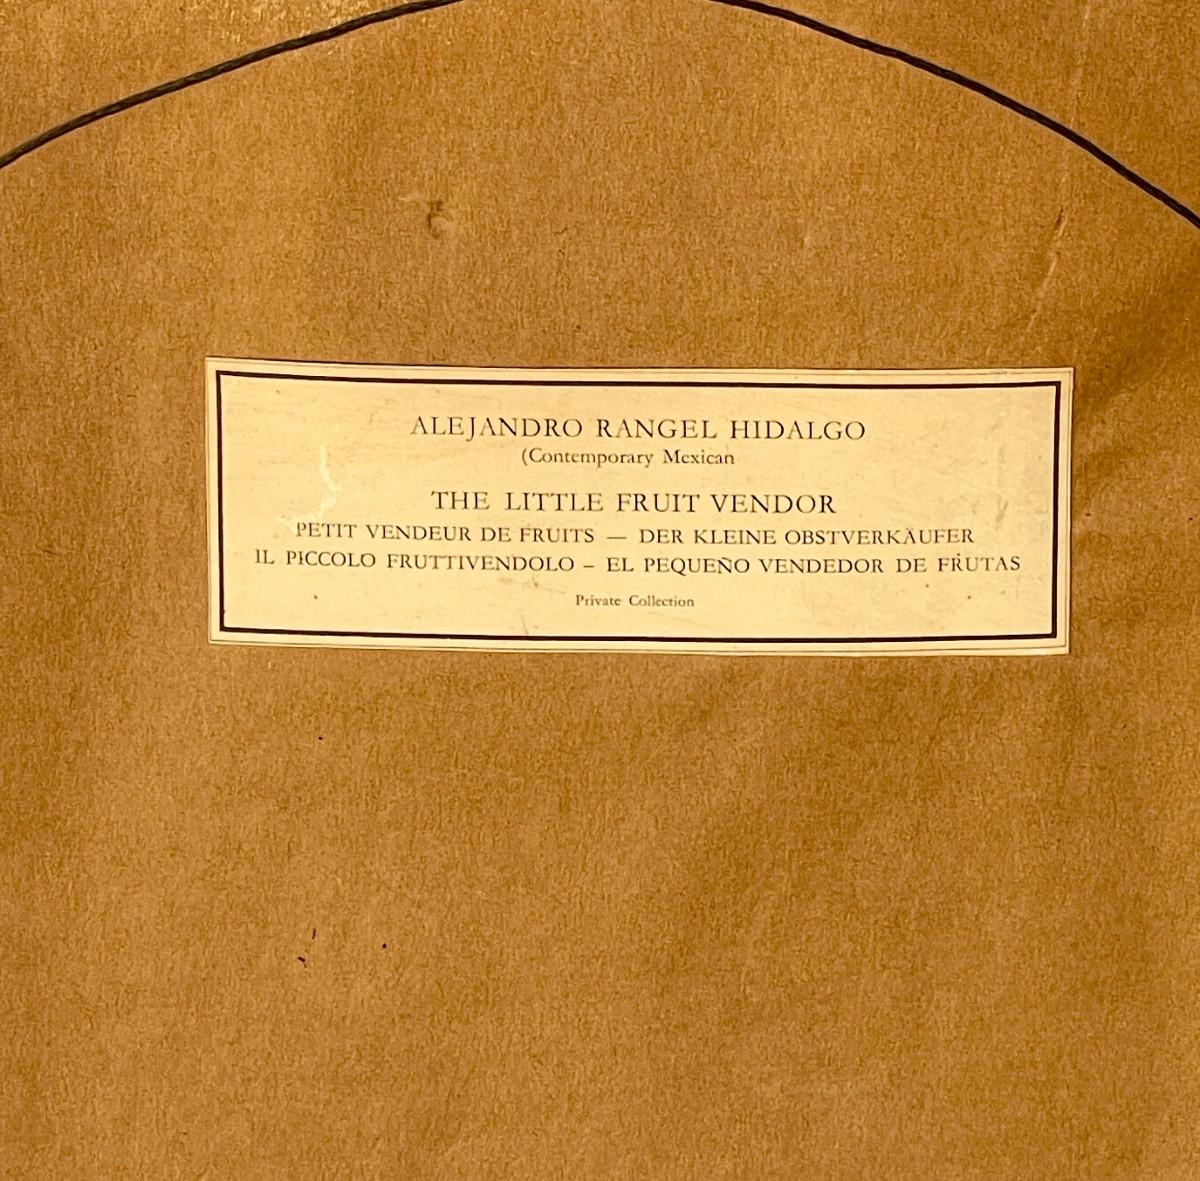 ALEJANDRO RANGEL HIDALGO
(Contemporary Mexican
THE LITTLE FRUIT VENDOR
PETIT VENDEUR DE FRUITS — DER KLEINE OBSTVERKÄUFER
IL PICCOLO FRUTTIVENDOLO – EL PEQUEÑO VENDEDOR DE FRUTAS
Private Collection